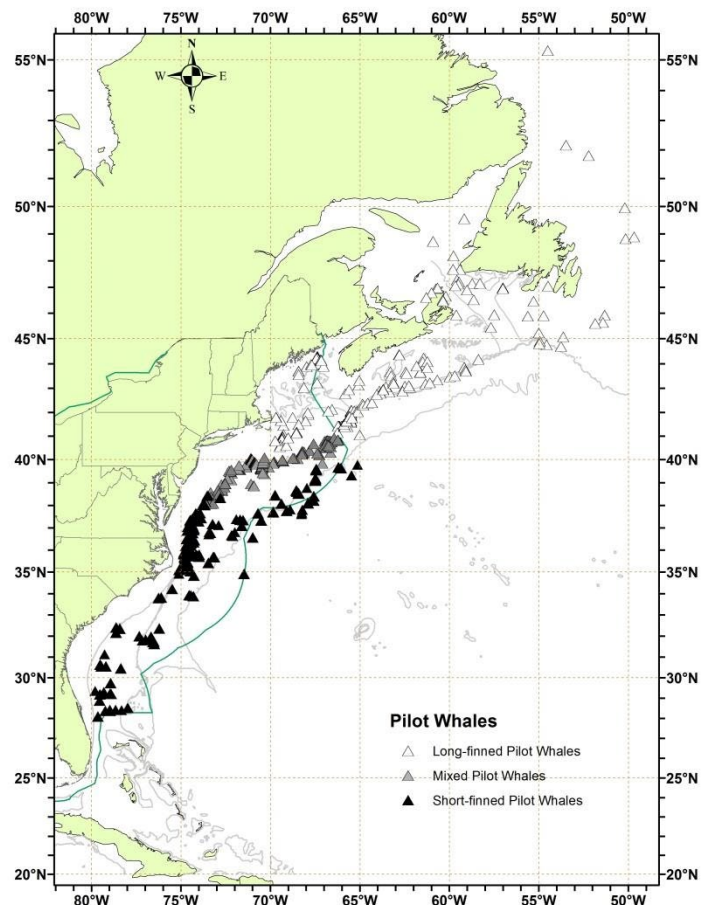 80°W 75°W 70°W 65°W 60°W 55°W 50°W
N
W E
S
55°N 55°N
50°N 50°N
45°N 45°N
40°N 40°N
35°N 35°N
30°N 30°N
Pilot Whales
Long-finned Pilot Whales
Mixed Pilot Whales
25°N 25°N
Short-finned Pilot Whales
20°N 20°N
80°W 75°W 70°W 65°W 60°W 55°W 50°W